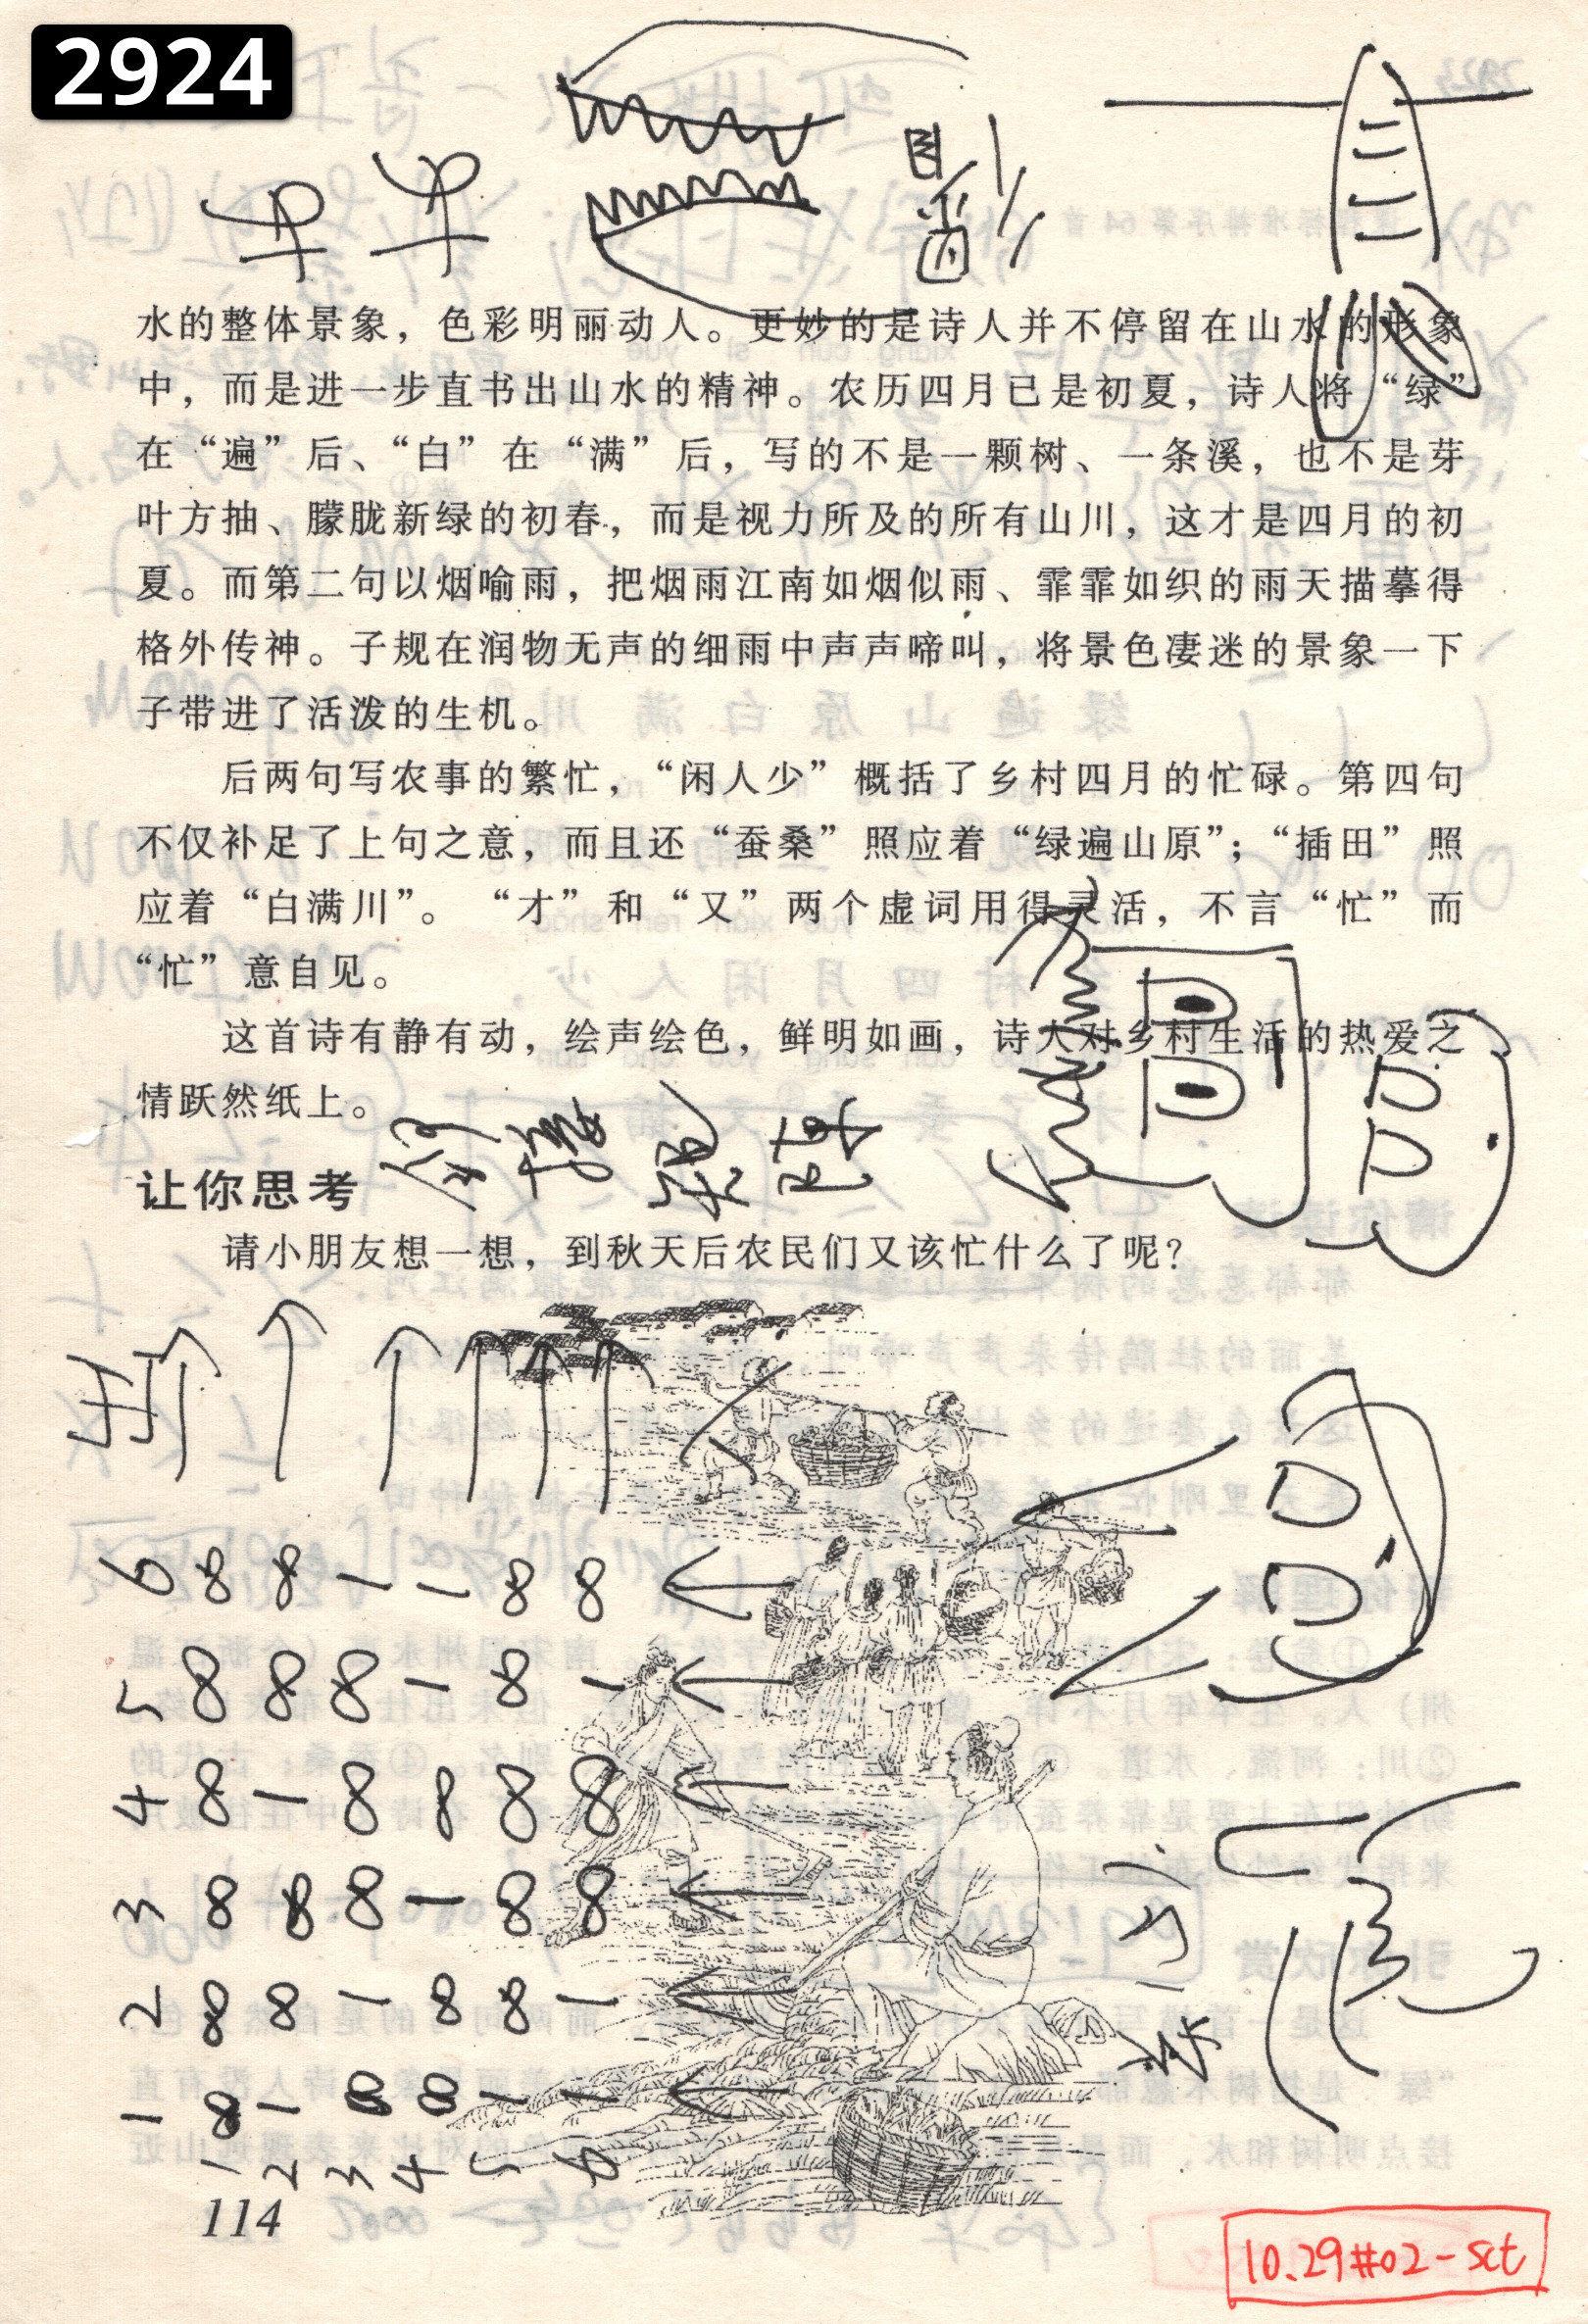 2924
水的整体景象，色彩明丽动人。更妙的是诗人并不停留在山水的形象
中，而是进一步直书出山水的精神。农历四月已是初夏，诗人将“绿”
在“遍”后、“白”在“满”后，写的不是一颗树、一条溪，也不是芽
叶方抽、朦胧新绿的初春，而是视力所及的所有山川，这才是四月的初
夏。而第二句以烟喻雨，把烟雨江南如烟似雨、霏霏如织的雨天描摹得
格外传神。子规在润物无声的细雨中声声啼叫，将景色凄迷的景象一下
子带进了活泼的生机。
后两句写农事的繁忙，“闲人少”概括了乡村四月的忙碌。第四句
不仅补足了上句之意，而且还“蚕桑”照应着“绿遍山原”；“插田”照
应着“白满川”。“才”和“又”两个虚词用得灵活，不言“忙”而
“忙”意自见。
这首诗有静有动，绘声绘色，鲜明如画，诗人对乡村生活的热爱之
情跃然纸上。
让你思考
请小朋友想一想，到秋天后农民们又该忙什么了呢？
6 8 8 一 一 8 8
5 8 8 8 一 8 一
4 8 一 8 8 8 8
3 8 8 8 一 8 8
2 8 8 一 8 8 一
一 8 一 8 8 一 一
1 2 3 4 5 6
114
10.29#02-sct